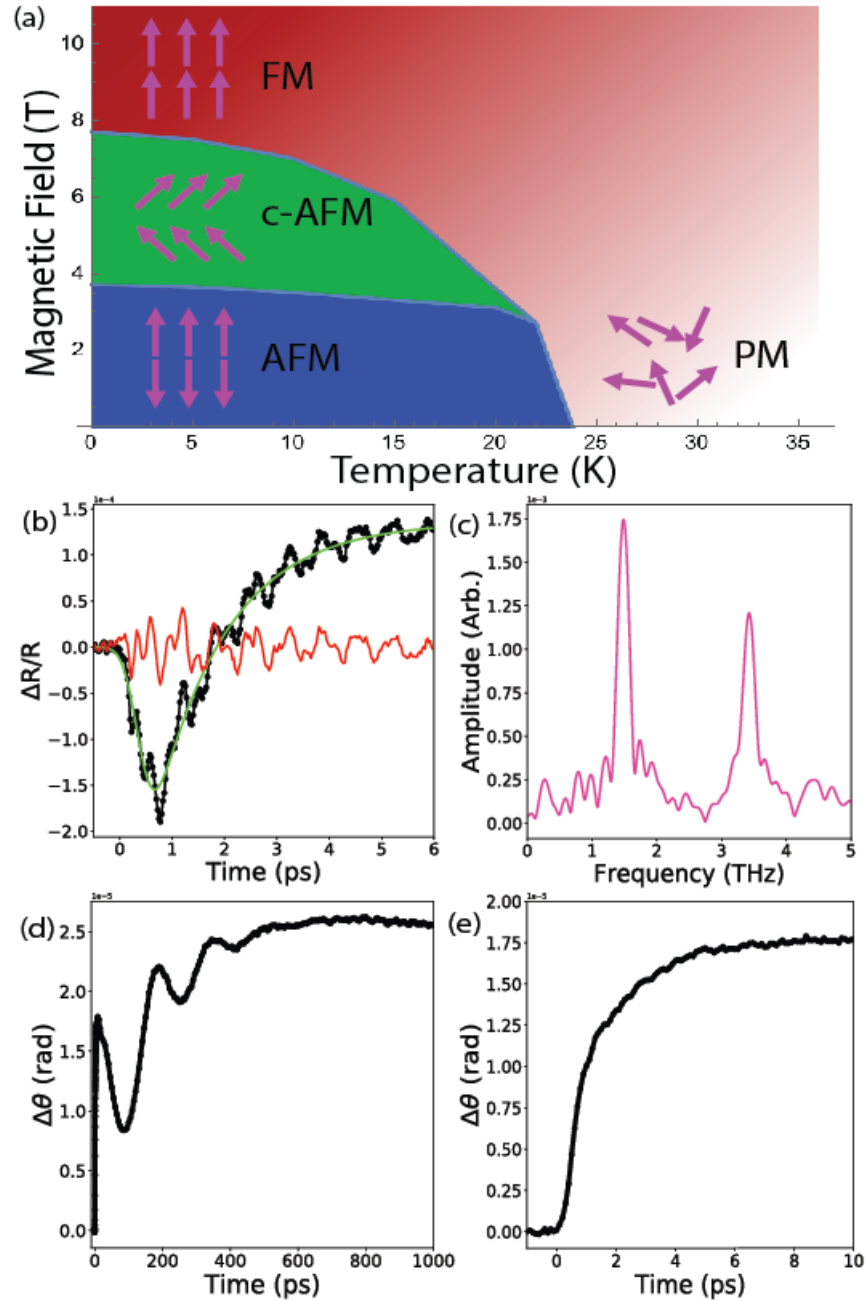 (a)
FM
c-AFM
AFM
PM
Magnetic Field (T)
10
8
6
4
2
0
5
10
15
20
25
30
35
Temperature (K)
(b)
1e-4
ΔR/R
1.5
1.0
0.5
0.0
-0.5
-1.0
-1.5
-2.0
0 1 2 3 4 5 6
Time (ps)
(c)
1e-3
Amplitude (Arb.)
1.75
1.50
1.25
1.00
0.75
0.50
0.25
0.00
0 1 2 3 4 5
Frequency (THz)
(d)
1e-5
Δθ (rad)
2.5
2.0
1.5
1.0
0.5
0.0
0 200 400 600 800 1000
Time (ps)
(e)
1e-5
Δθ (rad)
2.00
1.75
1.50
1.25
1.00
0.75
0.50
0.25
0.00
0 2 4 6 8 10
Time (ps)